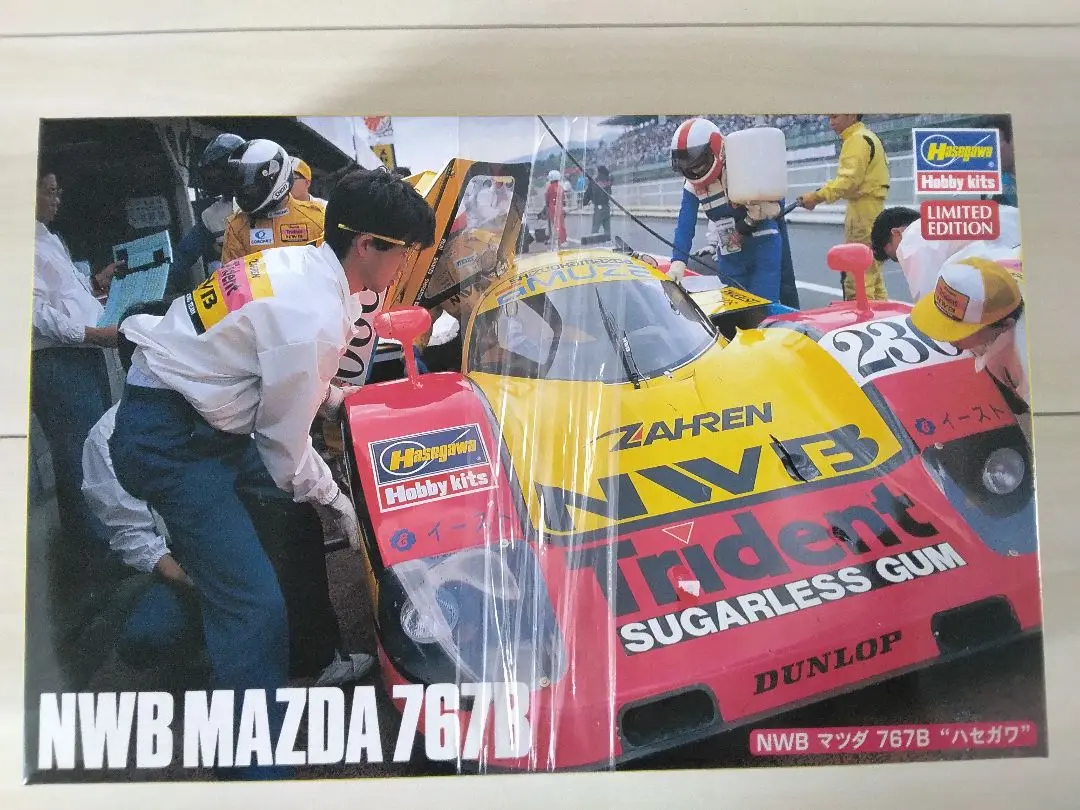 Hasegawa
Hobby kits
LIMITED
EDITION
AMUZE
230
Hasegawa
Hobby kits
イースト
ZAHREN
NWB
イースト
Trident
SUGARLESS GUM
DUNLOP
NWB MAZDA 767B
NWB マツダ 767B “ハセガワ”